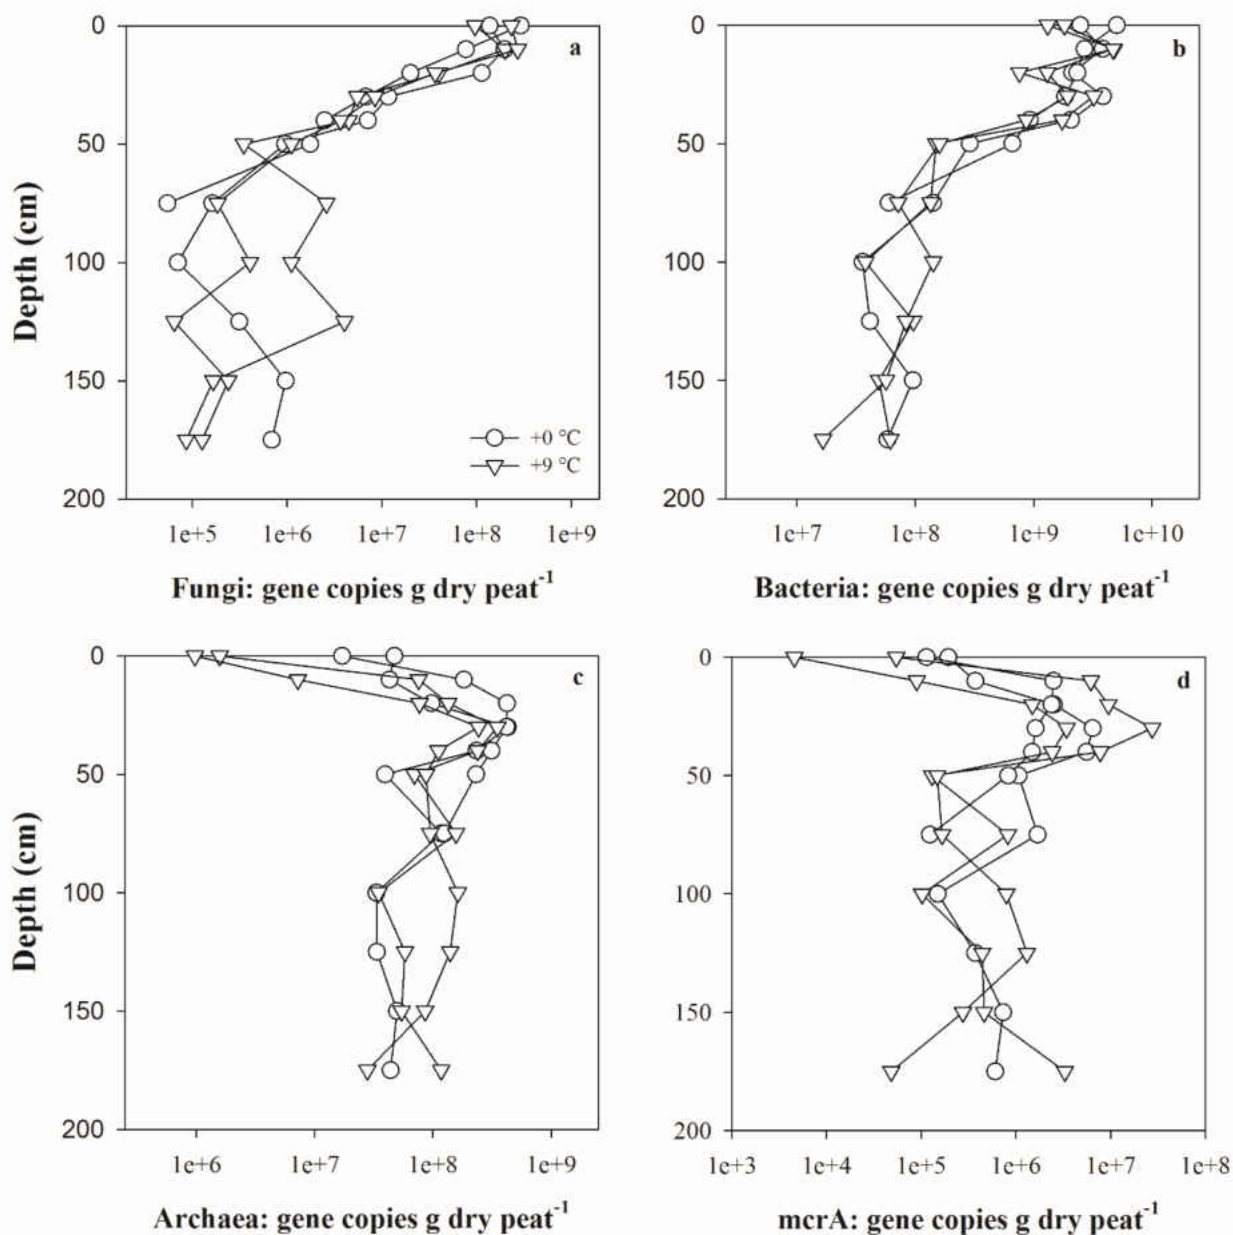 0
50
100
150
200
Depth (cm)
a
+0 °C
+9 °C
1e+5 1e+6 1e+7 1e+8 1e+9
Fungi: gene copies g dry peat⁻¹
0
50
100
150
200
b
1e+7 1e+8 1e+9 1e+10
Bacteria: gene copies g dry peat⁻¹
0
50
100
150
200
Depth (cm)
c
1e+6 1e+7 1e+8 1e+9
Archaea: gene copies g dry peat⁻¹
0
50
100
150
200
d
1e+3 1e+4 1e+5 1e+6 1e+7 1e+8
mcrA: gene copies g dry peat⁻¹